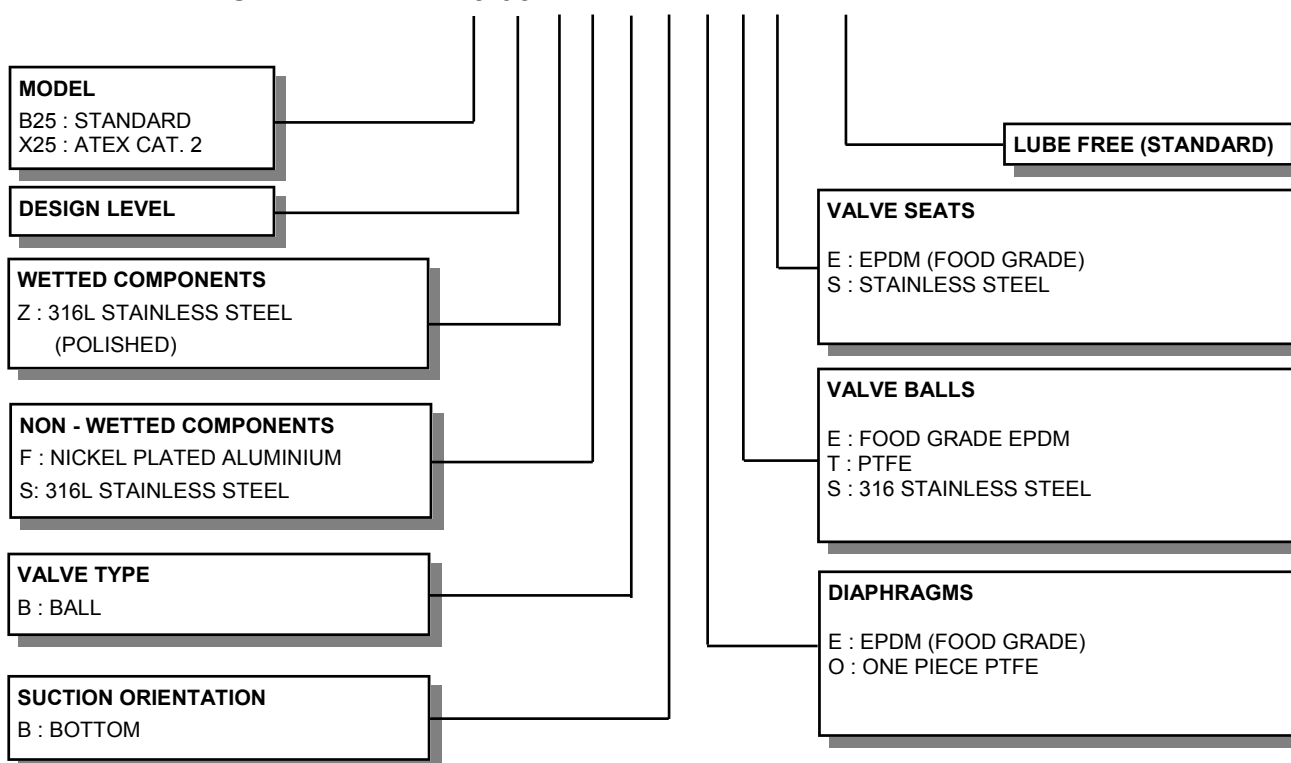 MODEL
B25 : STANDARD
X25 : ATEX CAT. 2
DESIGN LEVEL
WETTED COMPONENTS
Z : 316L STAINLESS STEEL
(POLISHED)
NON - WETTED COMPONENTS
F : NICKEL PLATED ALUMINIUM
S: 316L STAINLESS STEEL
VALVE TYPE
B : BALL
SUCTION ORIENTATION
B : BOTTOM
LUBE FREE (STANDARD)
VALVE SEATS
E : EPDM (FOOD GRADE)
S : STAINLESS STEEL
VALVE BALLS
E : FOOD GRADE EPDM
T : PTFE
S : 316 STAINLESS STEEL
DIAPHRAGMS
E : EPDM (FOOD GRADE)
O : ONE PIECE PTFE